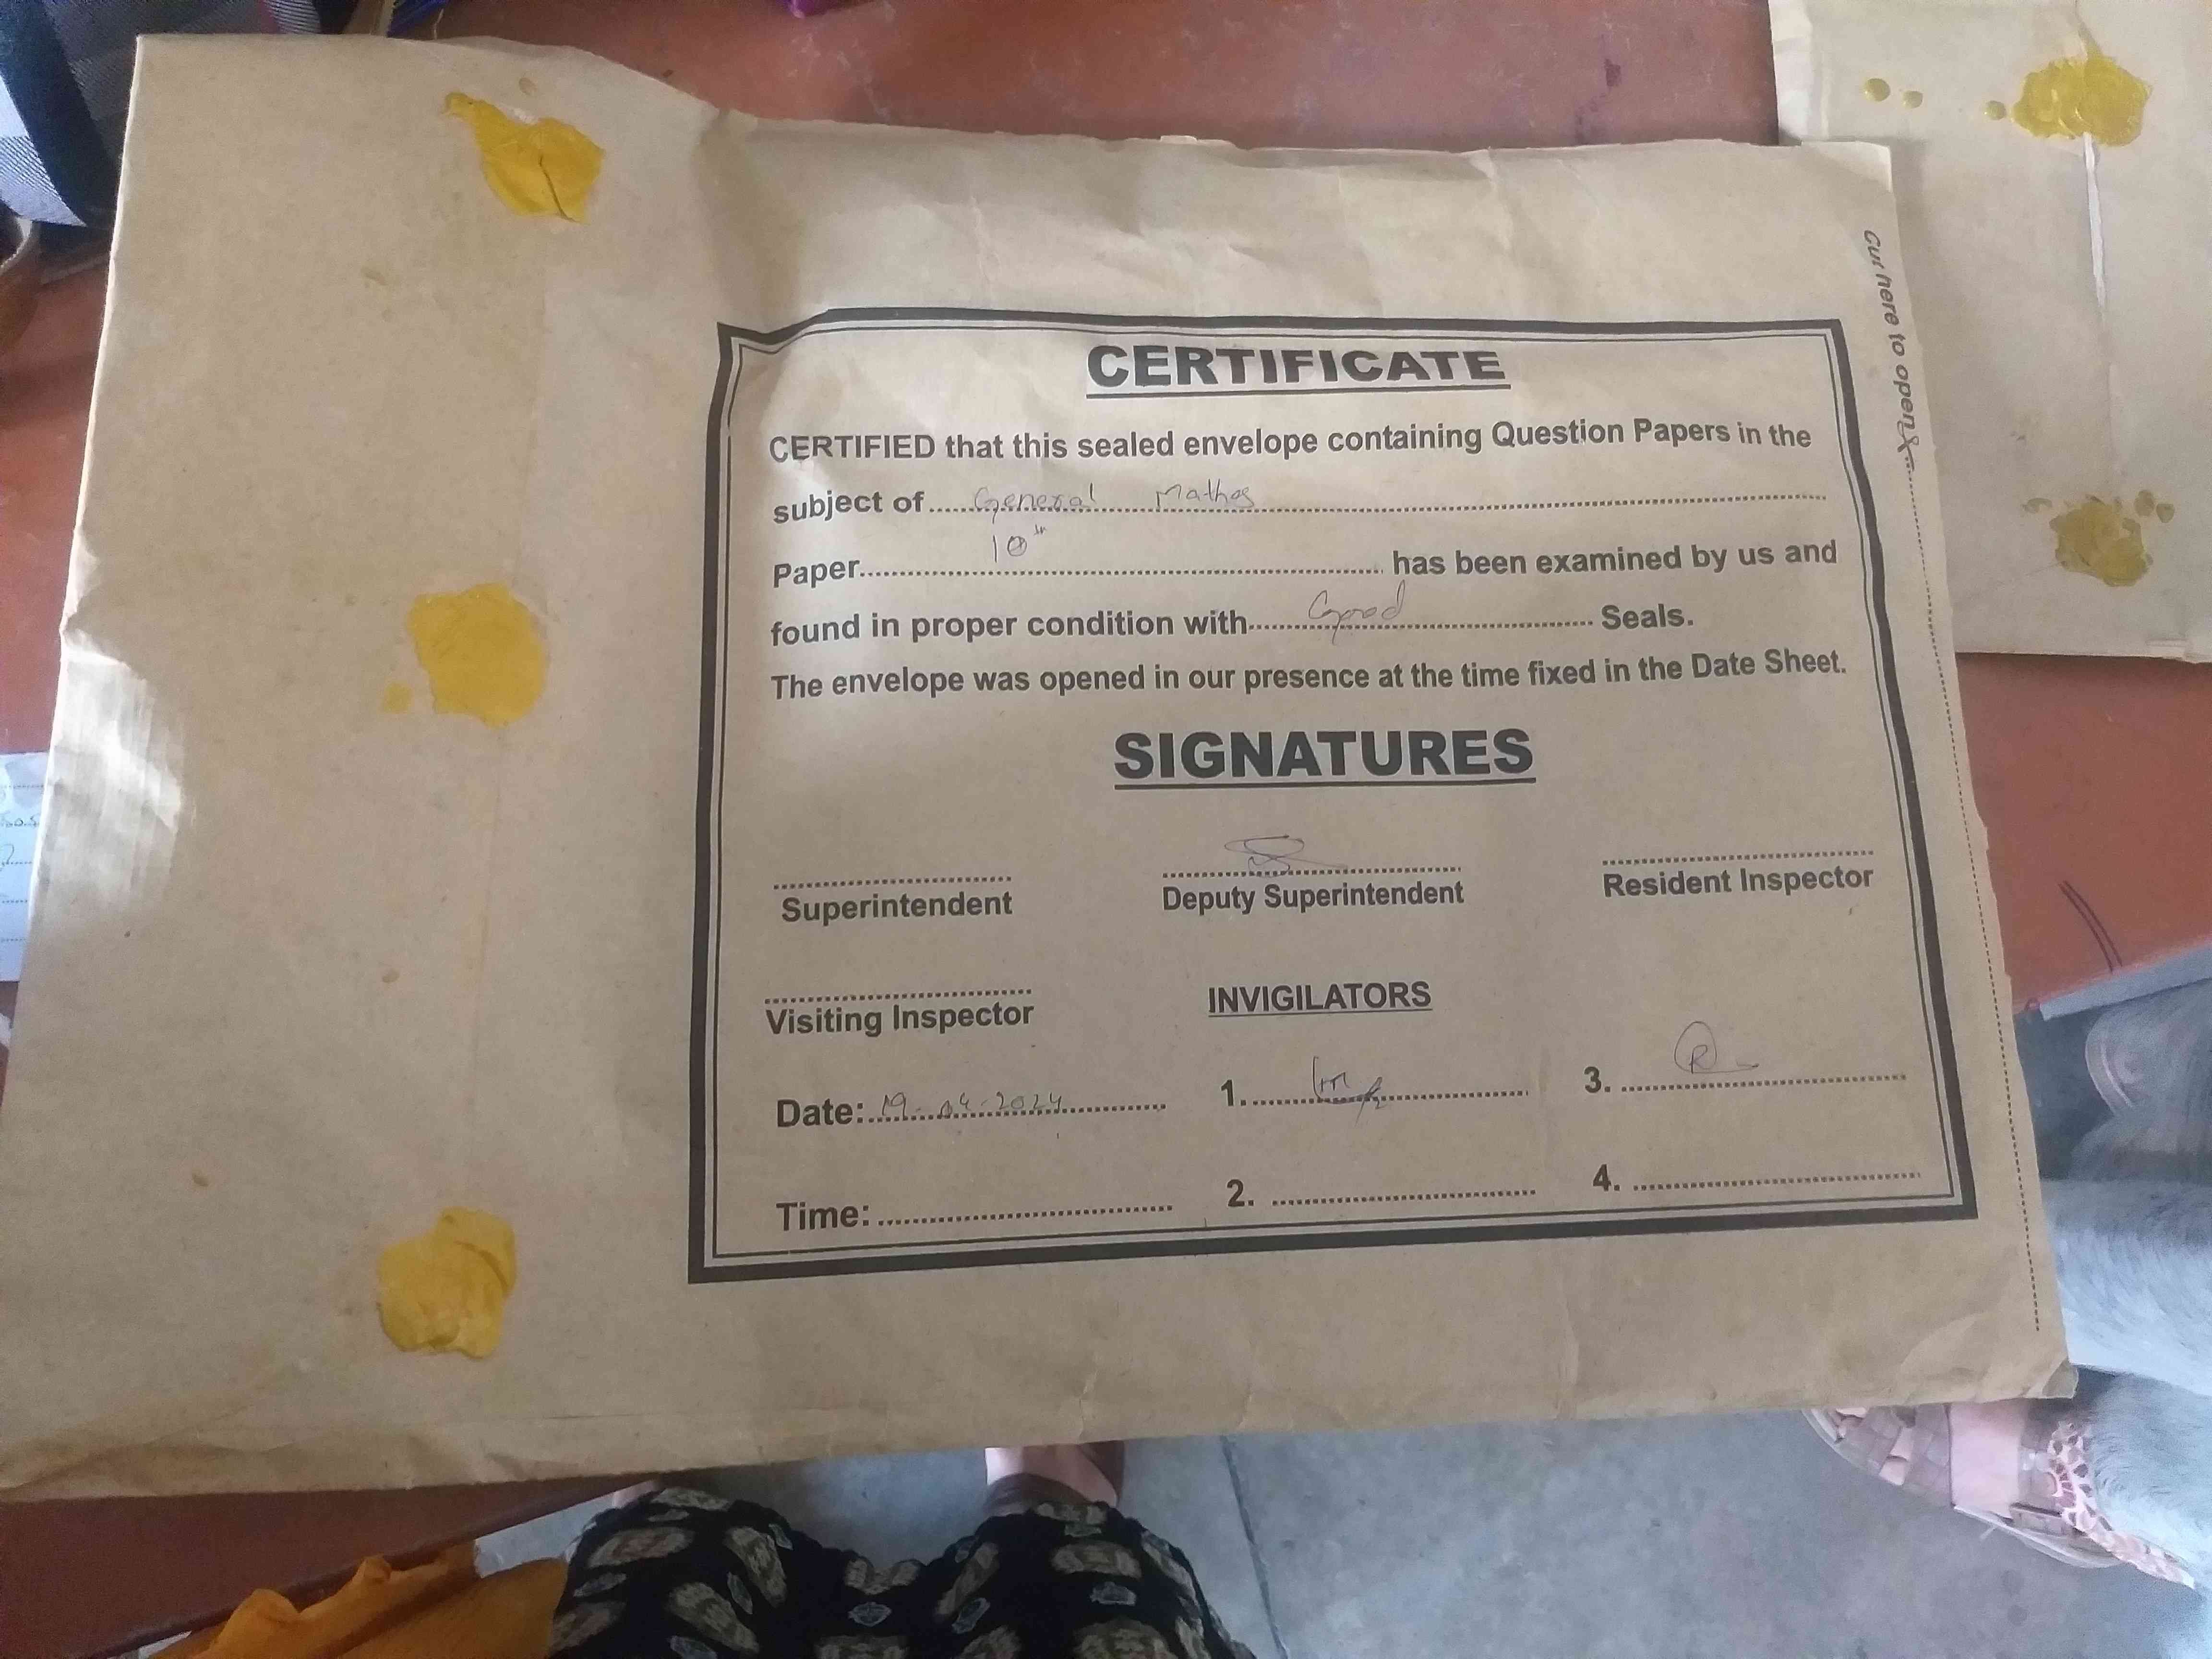 CERTIFICATE
CERTIFIED that this sealed envelope containing Question Papers in the
subject of General Mathos
Paper 10th has been examined by us and
found in proper condition with Good Seals.
The envelope was opened in our presence at the time fixed in the Date Sheet.
SIGNATURES
Superintendent
Deputy Superintendent
Resident Inspector
Visiting Inspector
INVIGILATORS
Date: 19-04-2024
1.
3.
Time:
2.
4.
Cut here to open